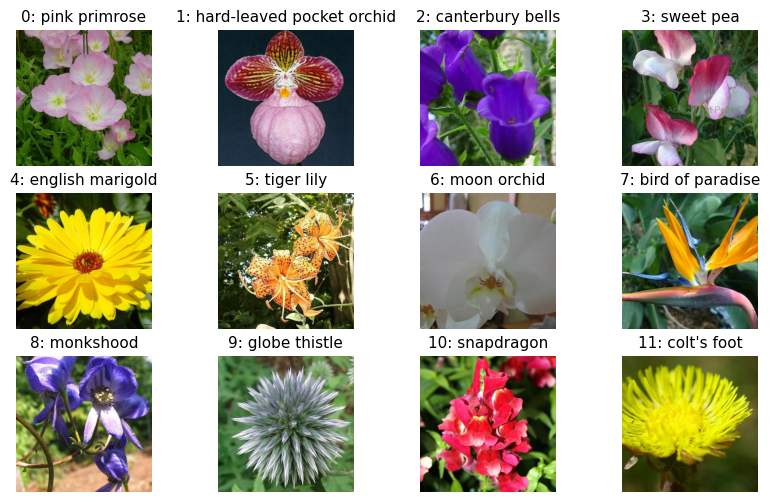 0: pink primrose
1: hard-leaved pocket orchid
2: canterbury bells
3: sweet pea
4: english marigold
5: tiger lily
6: moon orchid
7: bird of paradise
8: monkshood
9: globe thistle
10: snapdragon
11: colt's foot